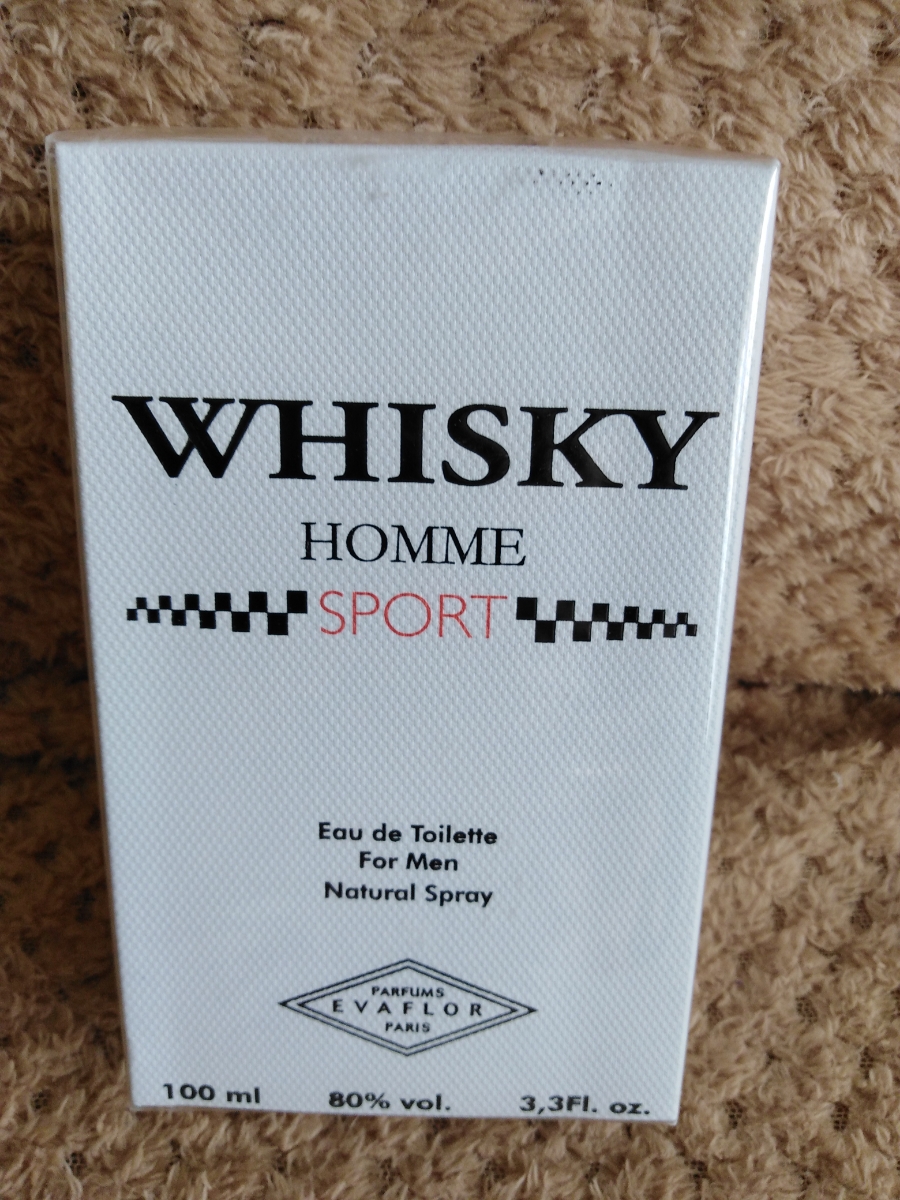 WHISKY
HOMME
SPORT
Eau de Toilette
For Men
Natural Spray
PARFUMS
EVAFLOR
PARIS
100 ml 80% vol. 3,3Fl. oz.